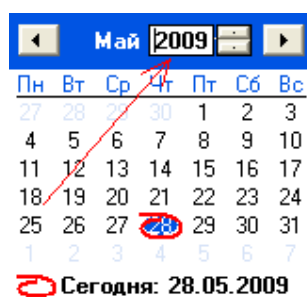 Май 2009
Пн Вт Ср Чт Пт Сб Вс
27 28 29 30 1 2 3
4 5 6 7 8 9 10
11 12 13 14 15 16 17
18 19 20 21 22 23 24
25 26 27 28 29 30 31
1 2 3 4 5 6 7
Сегодня: 28.05.2009